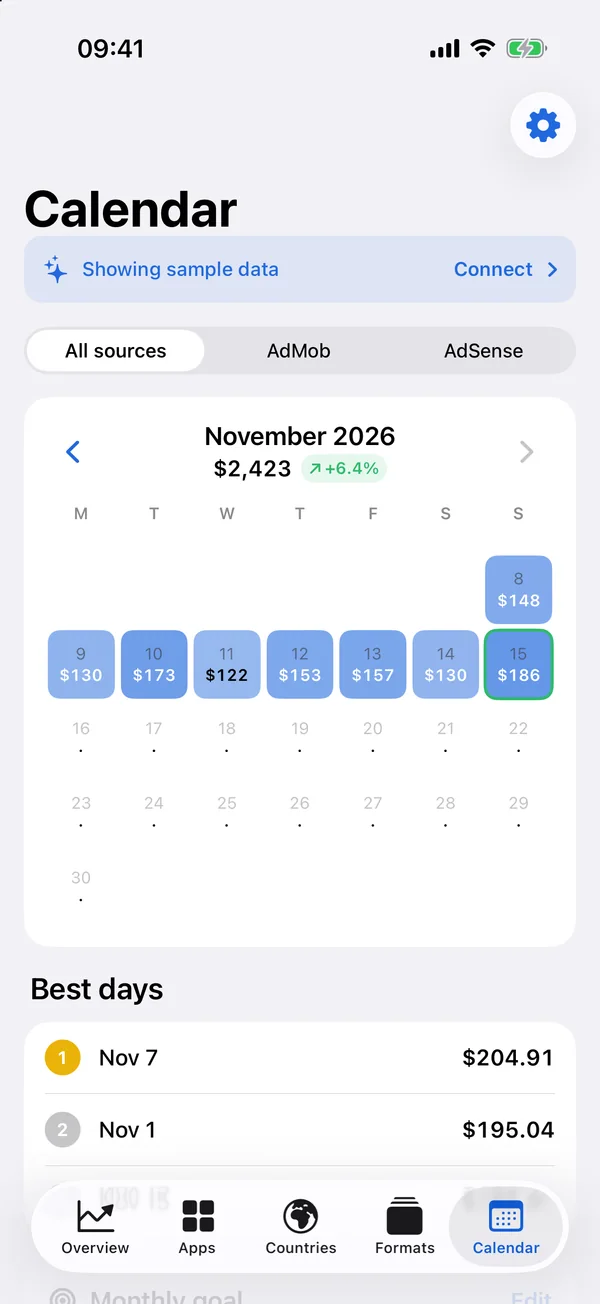 09:41
Calendar
Showing sample data Connect
All sources AdMob AdSense
November 2026
$2,423 +6.4%
M T W T F S S
8
$148
9 10 11 12 13 14 15
$130 $173 $122 $153 $157 $130 $186
16 17 18 19 20 21 22
23 24 25 26 27 28 29
30
Best days
1 Nov 7 $204.91
2 Nov 1 $195.04
Overview Apps Countries Formats Calendar
Monthly goal Edit